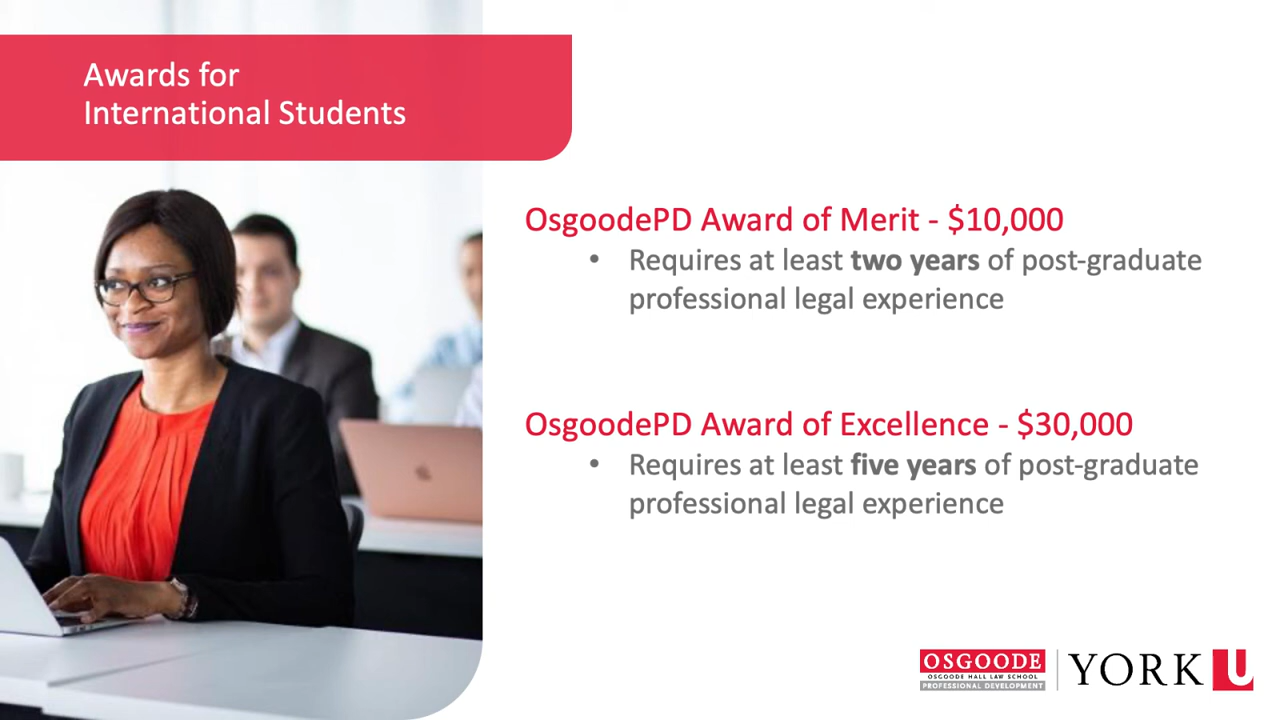 Awards for
International Students
OsgoodePD Award of Merit - $10,000
• Requires at least two years of post-graduate
professional legal experience
OsgoodePD Award of Excellence - $30,000
• Requires at least five years of post-graduate
professional legal experience
OSGOODE
OSGOODE HALL LAW SCHOOL
PROFESSIONAL DEVELOPMENT
YORK U